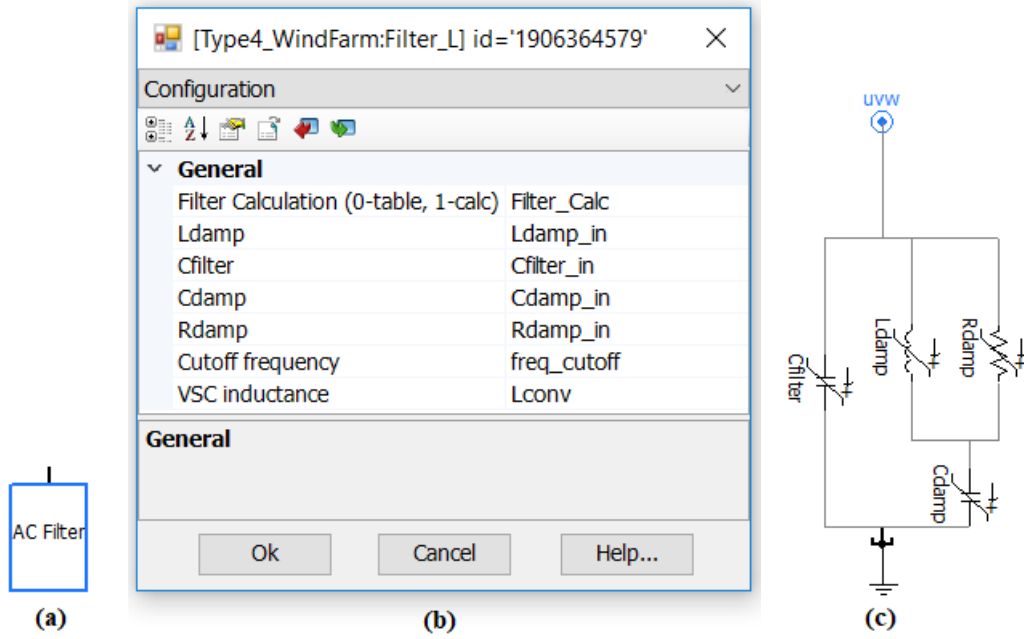 [Type4_WindFarm:Filter_L] id='1906364579'
Configuration
General
Filter Calculation (0-table, 1-calc) Filter_Calc
Ldamp Ldamp_in
Cfilter Cfilter_in
Cdamp Cdamp_in
Rdamp Rdamp_in
Cutoff frequency freq_cutoff
VSC inductance Lconv
General
Ok Cancel Help...
AC Filter
uvw
Cfilter
Ldamp
Rdamp
Cdamp
(a)
(b)
(c)